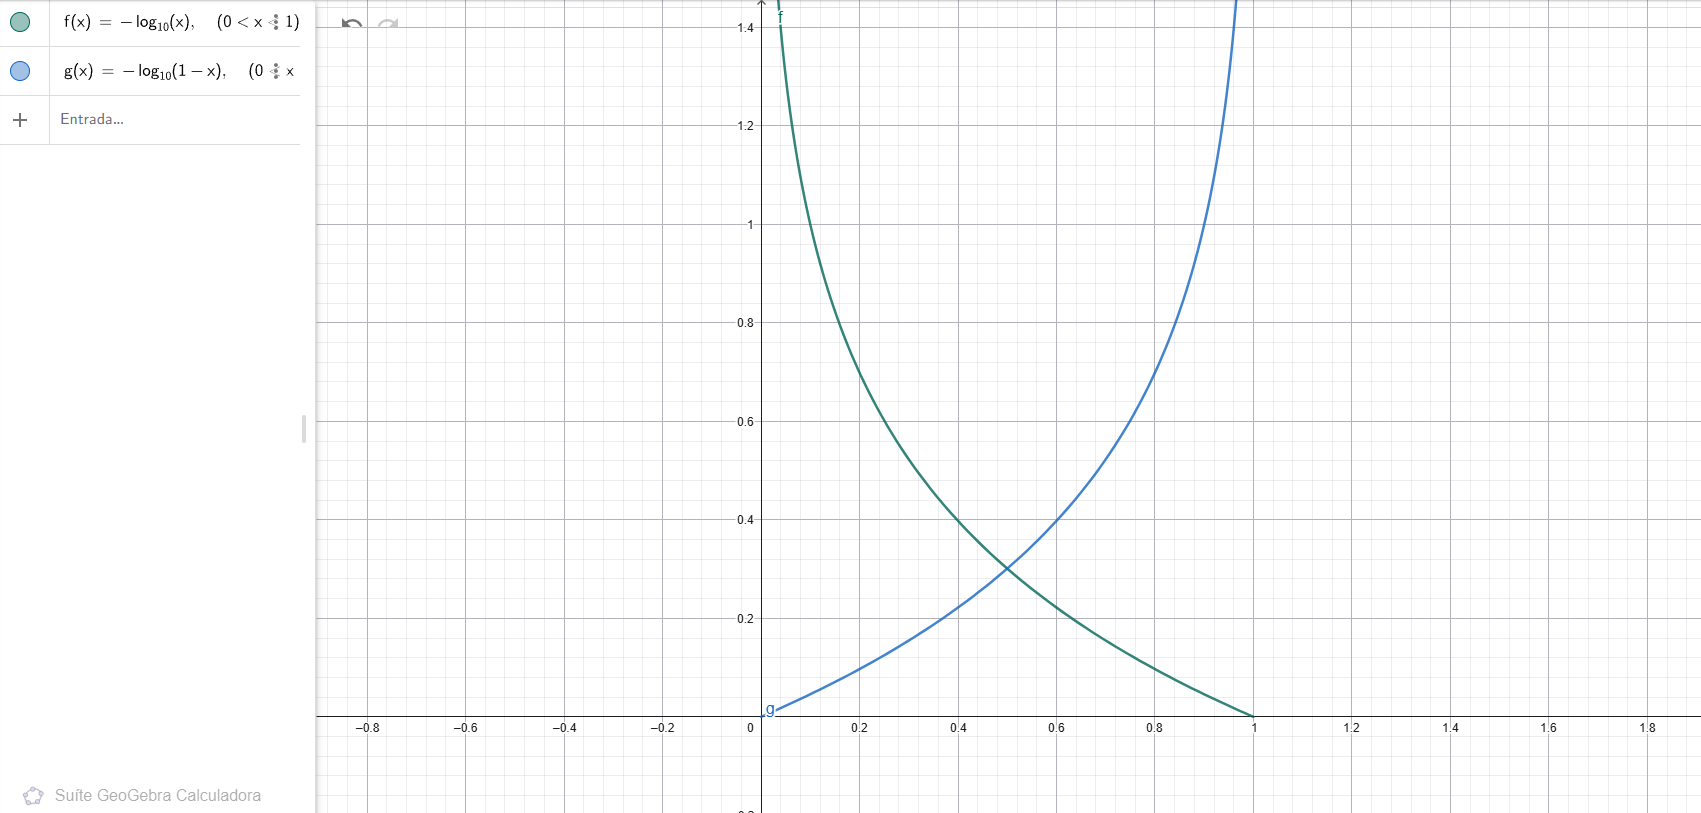 f(x) = −log₁₀(x), (0 < x < 1)
g(x) = −log₁₀(1 − x), (0 < x
Entrada...
Suíte GeoGebra Calculadora
f
g
1.4
1.2
1
0.8
0.6
0.4
0.2
−0.8 −0.6 −0.4 −0.2 0 0.2 0.4 0.6 0.8 1 1.2 1.4 1.6 1.8